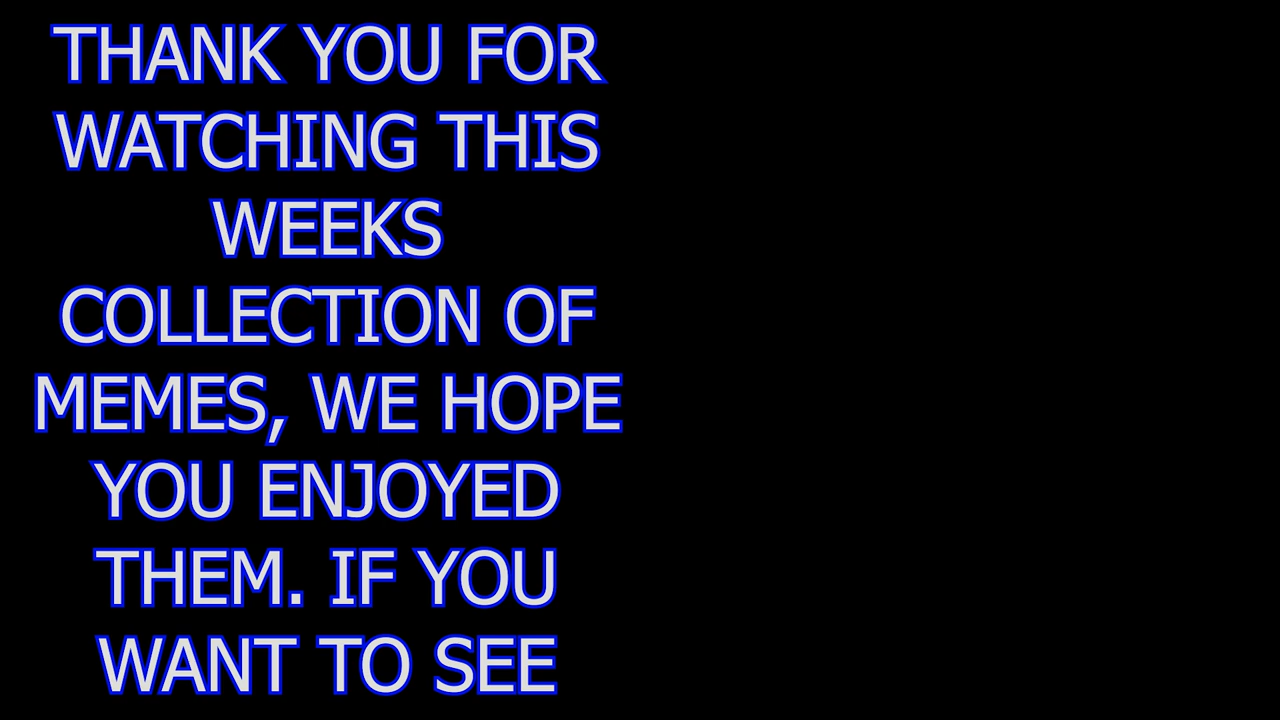 THANK YOU FOR
WATCHING THIS
WEEKS
COLLECTION OF
MEMES, WE HOPE
YOU ENJOYED
THEM. IF YOU
WANT TO SEE